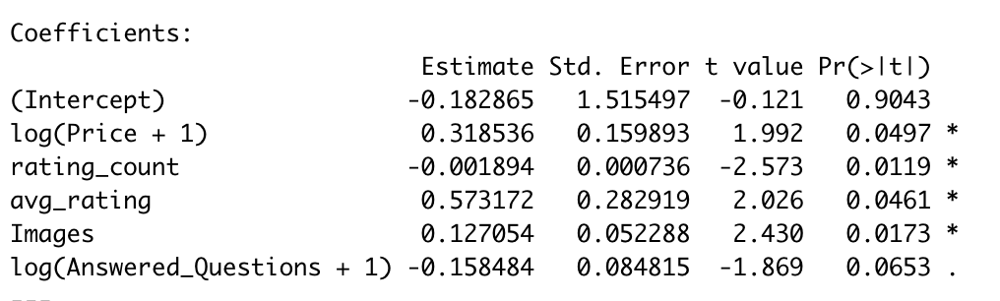 Coefficients:
Estimate Std. Error t value Pr(>|t|)
(Intercept) -0.182865 1.515497 -0.121 0.9043
log(Price + 1) 0.318536 0.159893 1.992 0.0497 *
rating_count -0.001894 0.000736 -2.573 0.0119 *
avg_rating 0.573172 0.282919 2.026 0.0461 *
Images 0.127054 0.052288 2.430 0.0173 *
log(Answered_Questions + 1) -0.158484 0.084815 -1.869 0.0653 .
---